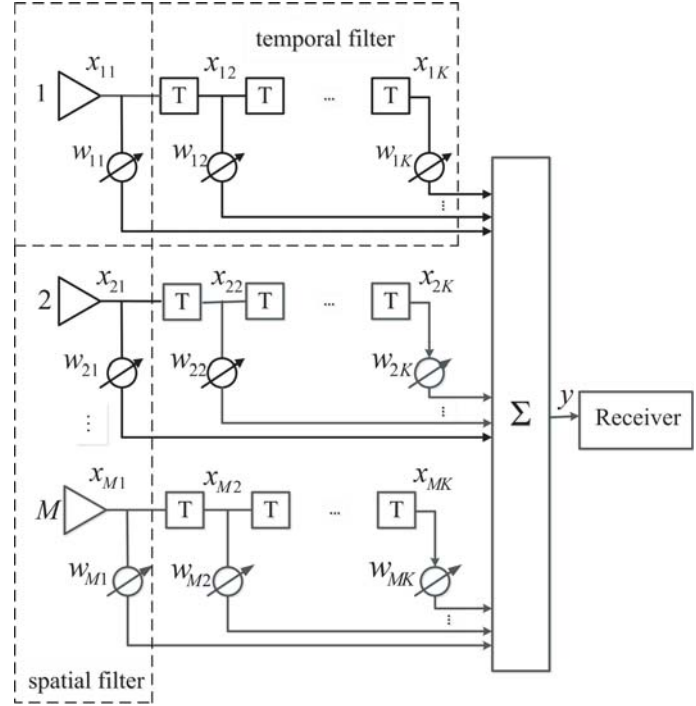 temporal filter
x11 x12 x1K
1 T T ... T
w11 w12 w1K
...
x21 x22 x2K
2 T T ... T
w21 w22 w2K
...
...
Σ
y
Receiver
xM1 xM2 xMK
M T T ... T
wM1 wM2 wMK
...
spatial filter